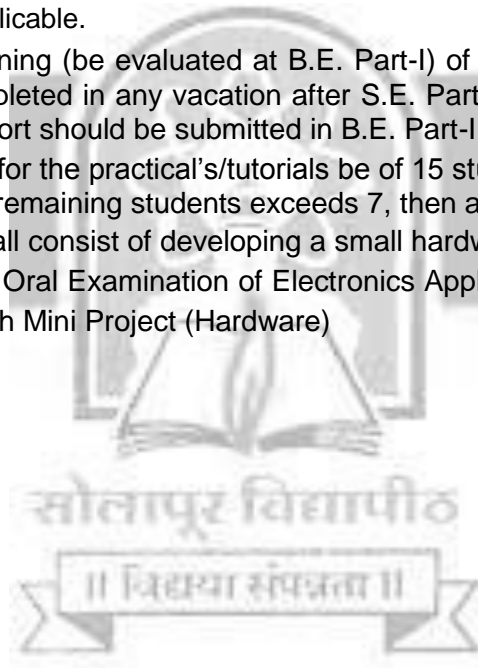 licable.
ning (be evaluated at B.E. Part-I) of
pleted in any vacation after S.E. Part
ort should be submitted in B.E. Part-I
for the practical's/tutorials be of 15 stu
remaining students exceeds 7, then a
all consist of developing a small hardw
Oral Examination of Electronics Appl
h Mini Project (Hardware)
सोलापूर विद्यापीठ
॥ विद्यया संपन्नता ॥